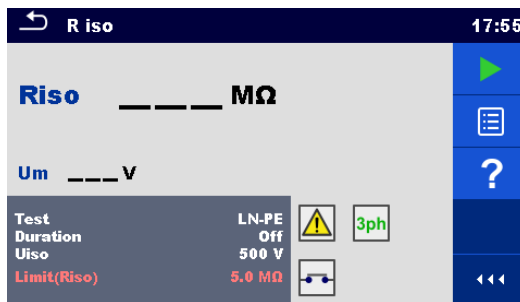 R iso 17:55
Riso ___ MΩ
Um ___V
?
Test LN-PE
Duration Off
Uiso 500 V
Limit(Riso) 5.0 MΩ
3ph